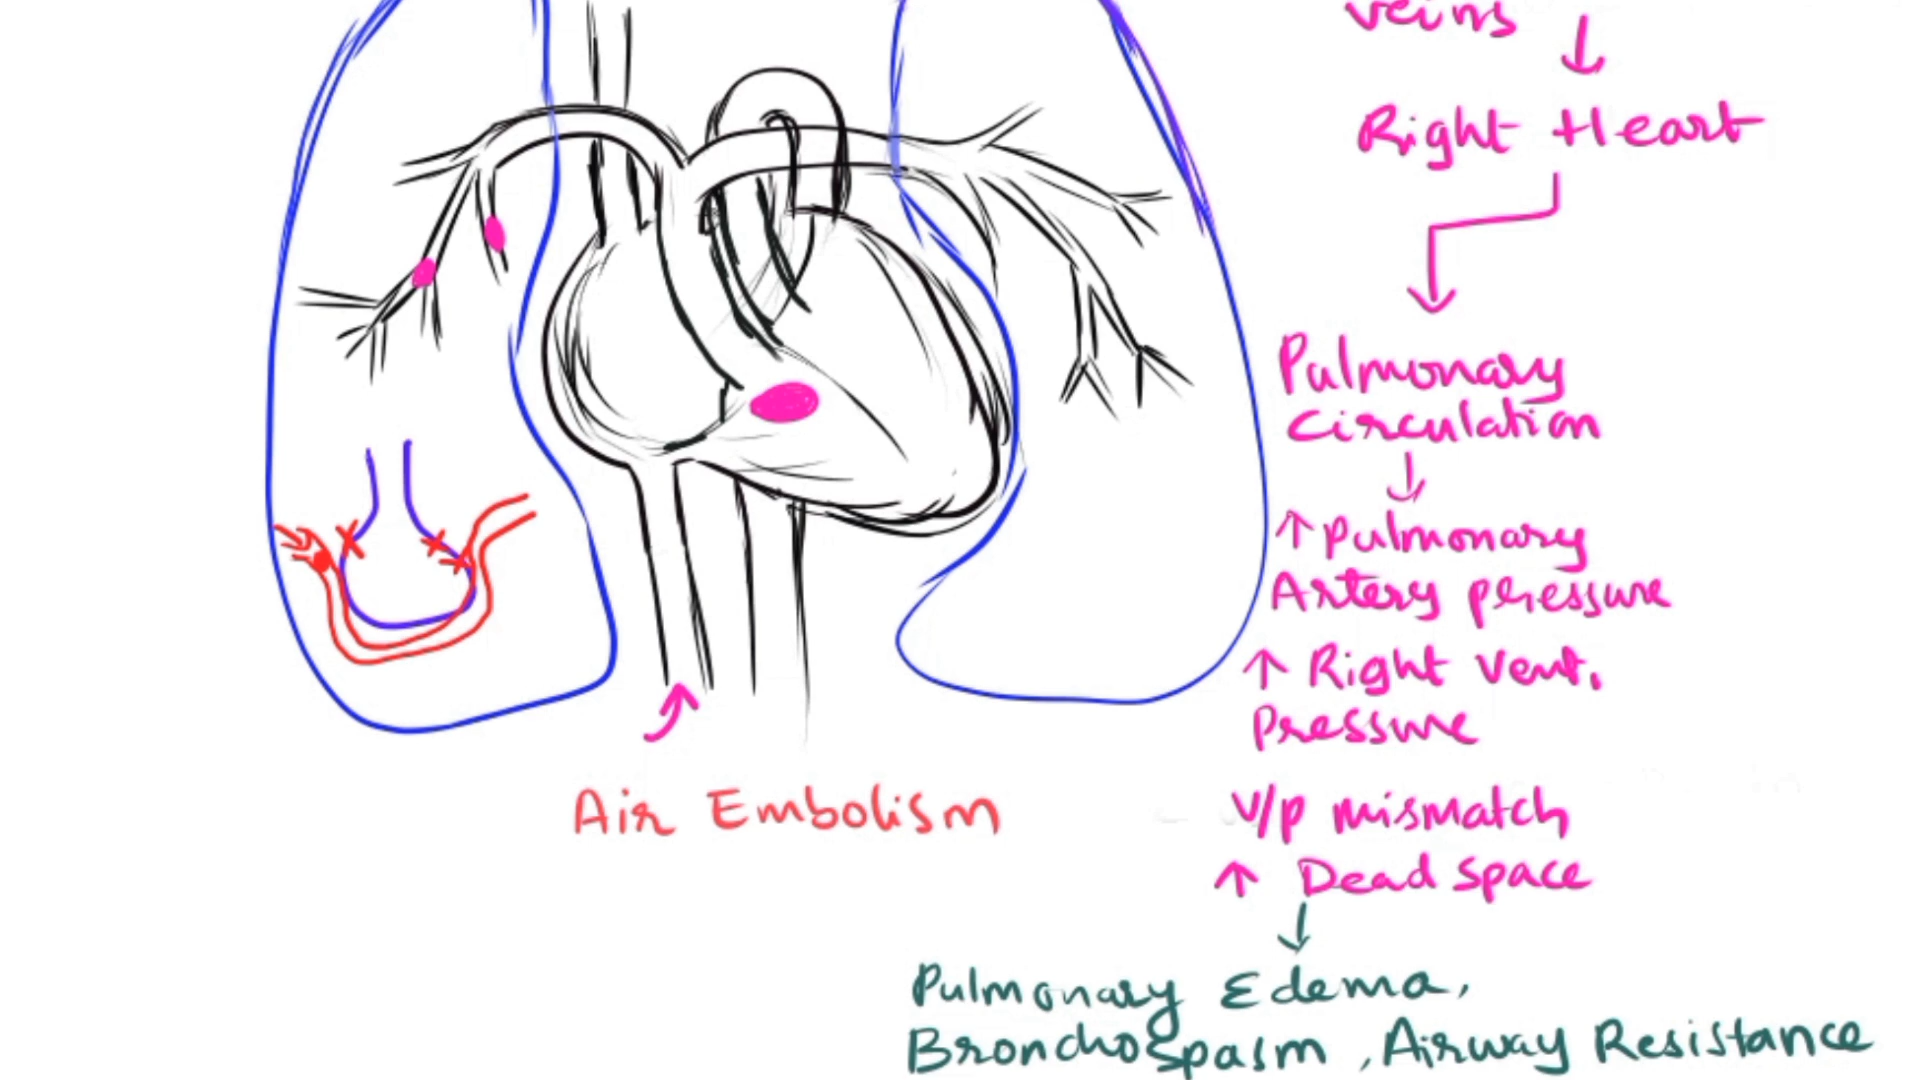 veins ↓
Right Heart
Pulmonary
Circulation
↓
↑ Pulmonary
Artery pressure
↑ Right Vent.
Pressure
Air Embolism
V/P mismatch
↑ Dead space
↓
Pulmonary Edema,
Bronchospasm, Airway Resistance